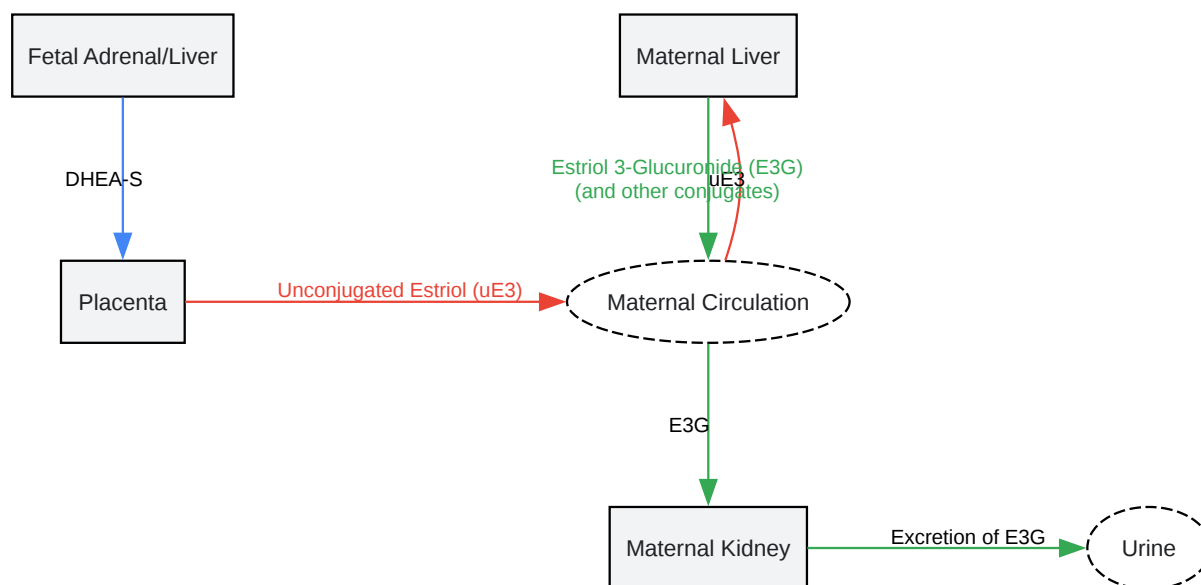 Fetal Adrenal/Liver
Maternal Liver
DHEA-S
Estriol 3-Glucuronide (E3G)
(and other conjugates)
uE3
Placenta
Unconjugated Estriol (uE3)
Maternal Circulation
E3G
Maternal Kidney
Excretion of E3G
Urine